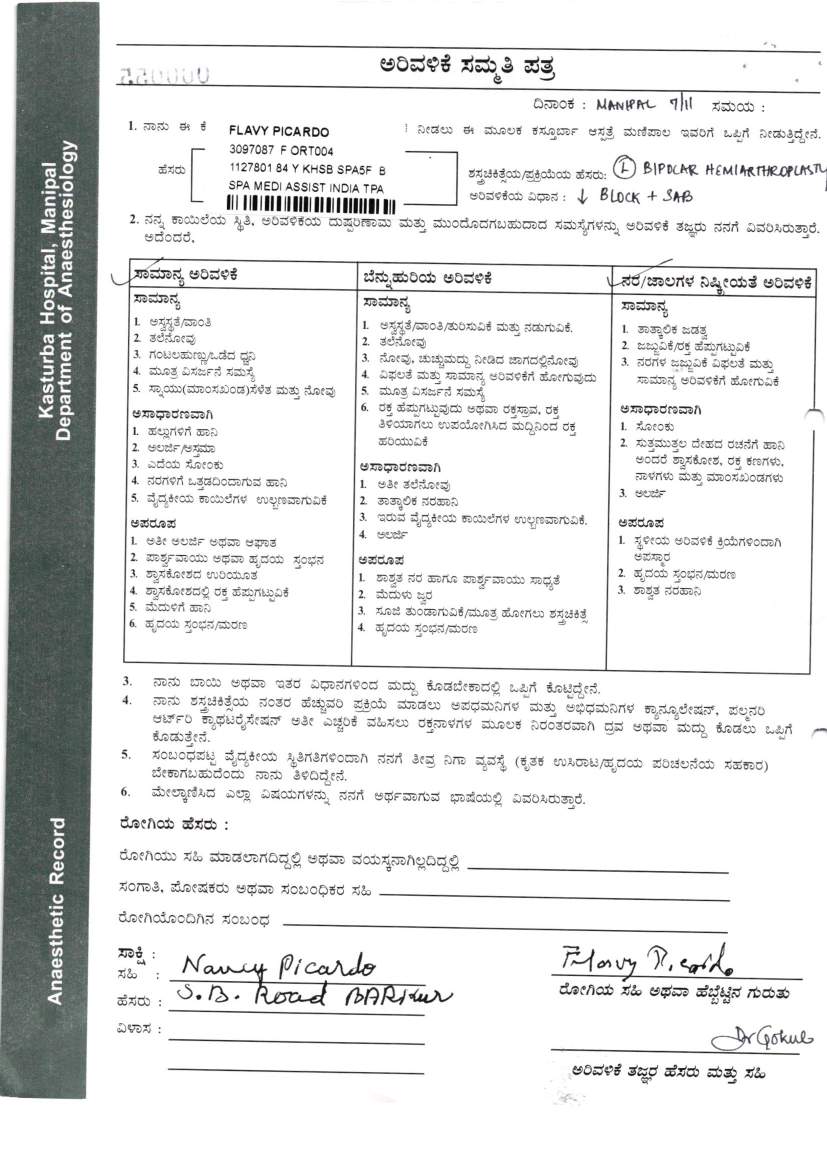 Kasturba Hospital, Manipal
Department of Anaesthesiology
Anaesthetic Record
ಅರಿವಳಿಕೆ ಸಮ್ಮತಿ ಪತ್ರ
ದಿನಾಂಕ : MANIPAL 7/11 ಸಮಯ :
1. ನಾನು ಈ ಕೆ ನೀಡಲು ಈ ಮೂಲಕ ಕಸ್ತೂರ್ಬಾ ಆಸ್ಪತ್ರೆ ಮಣಿಪಾಲ ಇವರಿಗೆ ಒಪ್ಪಿಗೆ ನೀಡುತ್ತಿದ್ದೇನೆ.
FLAVY PICARDO
3097087 F ORT004
ಹೆಸರು 1127801 84 Y KHSB SPA5F B
SPA MEDI ASSIST INDIA TPA
ಶಸ್ತ್ರಚಿಕಿತ್ಸೆಯ/ಪ್ರಕ್ರಿಯೆಯ ಹೆಸರು: (L) BIPOLAR HEMIARTHROPLASTY
ಅರಿವಳಿಕೆಯ ವಿಧಾನ : ↓ BLOCK + SAB
2. ನನ್ನ ಕಾಯಿಲೆಯ ಸ್ಥಿತಿ, ಅರಿವಳಿಕೆಯ ದುಷ್ಪರಿಣಾಮ ಮತ್ತು ಮುಂದೊದಗಬಹುದಾದ ಸಮಸ್ಯೆಗಳನ್ನು ಅರಿವಳಿಕೆ ತಜ್ಞರು ನನಗೆ ವಿವರಿಸಿರುತ್ತಾರೆ.
ಅದೆಂದರೆ,
ಸಾಮಾನ್ಯ ಅರಿವಳಿಕೆ
ಸಾಮಾನ್ಯ
1. ಅಸ್ವಸ್ಥತೆ/ವಾಂತಿ
2. ತಲೆನೋವು
3. ಗಂಟಲಹುಣ್ಣು/ಒಡೆದ ಧ್ವನಿ
4. ಮೂತ್ರ ವಿಸರ್ಜನೆ ಸಮಸ್ಯೆ
5. ಸ್ನಾಯು(ಮಾಂಸಖಂಡ)ಸೆಳೆತ ಮತ್ತು ನೋವು
ಅಸಾಧಾರಣವಾಗಿ
1. ಹಲ್ಲುಗಳಿಗೆ ಹಾನಿ
2. ಅಲರ್ಜಿ/ಅಸ್ತಮಾ
3. ಎದೆಯ ಸೋಂಕು
4. ನರಗಳಿಗೆ ಒತ್ತಡದಿಂದಾಗುವ ಹಾನಿ
5. ವೈದ್ಯಕೀಯ ಕಾಯಿಲೆಗಳ ಉಲ್ಬಣವಾಗುವಿಕೆ
ಅಪರೂಪ
1. ಅತೀ ಅಲರ್ಜಿ ಅಥವಾ ಆಘಾತ
2. ಪಾರ್ಶ್ವವಾಯು ಅಥವಾ ಹೃದಯ ಸ್ತಂಭನ
3. ಶ್ವಾಸಕೋಶದ ಉರಿಯೂತ
4. ಶ್ವಾಸಕೋಶದಲ್ಲಿ ರಕ್ತ ಹೆಪ್ಪುಗಟ್ಟುವಿಕೆ
5. ಮೆದುಳಿಗೆ ಹಾನಿ
6. ಹೃದಯ ಸ್ತಂಭನ/ಮರಣ
ಬೆನ್ನುಹುರಿಯ ಅರಿವಳಿಕೆ
ಸಾಮಾನ್ಯ
1. ಅಸ್ವಸ್ಥತೆ/ವಾಂತಿ/ತುರಿಸುವಿಕೆ ಮತ್ತು ನಡುಗುವಿಕೆ.
2. ತಲೆನೋವು
3. ನೋವು, ಚುಚ್ಚುಮದ್ದು ನೀಡಿದ ಜಾಗದಲ್ಲಿನೋವು
4. ವಿಫಲತೆ ಮತ್ತು ಸಾಮಾನ್ಯ ಅರಿವಳಿಕೆಗೆ ಹೋಗುವುದು
5. ಮೂತ್ರ ವಿಸರ್ಜನೆ ಸಮಸ್ಯೆ
6. ರಕ್ತ ಹೆಪ್ಪುಗಟ್ಟುವುದು ಅಥವಾ ರಕ್ತಸ್ರಾವ, ರಕ್ತ
ತಿಳಿಯಾಗಲು ಉಪಯೋಗಿಸಿದ ಮದ್ದಿನಿಂದ ರಕ್ತ
ಹರಿಯುವಿಕೆ
ಅಸಾಧಾರಣವಾಗಿ
1. ಅತೀ ತಲೆನೋವು
2. ತಾತ್ಕಾಲಿಕ ನರಹಾನಿ
3. ಇರುವ ವೈದ್ಯಕೀಯ ಕಾಯಿಲೆಗಳ ಉಲ್ಬಣವಾಗುವಿಕೆ.
4. ಅಲರ್ಜಿ
ಅಪರೂಪ
1. ಶಾಶ್ವತ ನರ ಹಾಗೂ ಪಾರ್ಶ್ವವಾಯು ಸಾಧ್ಯತೆ
2. ಮೆದುಳು ಜ್ವರ
3. ಸೂಜಿ ತುಂಡಾಗುವಿಕೆ/ಮೂತ್ರ ಹೋಗಲು ಶಸ್ತ್ರಚಿಕಿತ್ಸೆ
4. ಹೃದಯ ಸ್ತಂಭನ/ಮರಣ
ನರ/ಜಾಲಗಳ ನಿಷ್ಕ್ರೀಯತೆ ಅರಿವಳಿಕೆ
ಸಾಮಾನ್ಯ
1. ತಾತ್ಕಾಲಿಕ ಜಡತ್ವ
2. ಜಜ್ಜುವಿಕೆ/ರಕ್ತ ಹೆಪ್ಪುಗಟ್ಟುವಿಕೆ
3. ನರಗಳ ಜಜ್ಜುವಿಕೆ ವಿಫಲತೆ ಮತ್ತು
ಸಾಮಾನ್ಯ ಅರಿವಳಿಕೆಗೆ ಹೋಗುವಿಕೆ
ಅಸಾಧಾರಣವಾಗಿ
1. ಸೋಂಕು
2. ಸುತ್ತಮುತ್ತಲ ದೇಹದ ರಚನೆಗೆ ಹಾನಿ
ಅಂದರೆ ಶ್ವಾಸಕೋಶ, ರಕ್ತ ಕಣಗಳು,
ನಾಳಗಳು ಮತ್ತು ಮಾಂಸಖಂಡಗಳು
3. ಅಲರ್ಜಿ
ಅಪರೂಪ
1. ಸ್ಥಳೀಯ ಅರಿವಳಿಕೆ ಕ್ರಿಯೆಗಳಿಂದಾಗಿ
ಅಪಸ್ಮಾರ
2. ಹೃದಯ ಸ್ತಂಭನ/ಮರಣ
3. ಶಾಶ್ವತ ನರಹಾನಿ
3. ನಾನು ಬಾಯಿ ಅಥವಾ ಇತರ ವಿಧಾನಗಳಿಂದ ಮದ್ದು ಕೊಡಬೇಕಾದಲ್ಲಿ ಒಪ್ಪಿಗೆ ಕೊಟ್ಟಿದ್ದೇನೆ.
4. ನಾನು ಶಸ್ತ್ರಚಿಕಿತ್ಸೆಯ ನಂತರ ಹೆಚ್ಚುವರಿ ಪ್ರಕ್ರಿಯೆ ಮಾಡಲು ಅಪಧಮನಿಗಳ ಮತ್ತು ಅಭಿಧಮನಿಗಳ ಕ್ಯಾನ್ಯೂಲೇಷನ್, ಪಲ್ಮನರಿ
ಆರ್ಟರಿ ಕ್ಯಾಥಟರೈಸೇಷನ್ ಅತೀ ಎಚ್ಚರಿಕೆ ವಹಿಸಲು ರಕ್ತನಾಳಗಳ ಮೂಲಕ ನಿರಂತರವಾಗಿ ದ್ರವ ಅಥವಾ ಮದ್ದು ಕೊಡಲು ಒಪ್ಪಿಗೆ
ಕೊಡುತ್ತೇನೆ.
5. ಸಂಬಂಧಪಟ್ಟ ವೈದ್ಯಕೀಯ ಸ್ಥಿತಿಗತಿಗಳಿಂದಾಗಿ ನನಗೆ ತೀವ್ರ ನಿಗಾ ವ್ಯವಸ್ಥೆ (ಕೃತಕ ಉಸಿರಾಟ/ಹೃದಯ ಪರಿಚಲನೆಯ ಸಹಕಾರ)
ಬೇಕಾಗಬಹುದೆಂದು ನಾನು ತಿಳಿದಿದ್ದೇನೆ.
6. ಮೇಲ್ಕಾಣಿಸಿದ ಎಲ್ಲಾ ವಿಷಯಗಳನ್ನು ನನಗೆ ಅರ್ಥವಾಗುವ ಭಾಷೆಯಲ್ಲಿ ವಿವರಿಸಿರುತ್ತಾರೆ.
ರೋಗಿಯ ಹೆಸರು :
ರೋಗಿಯು ಸಹಿ ಮಾಡಲಾಗದಿದ್ದಲ್ಲಿ ಅಥವಾ ವಯಸ್ಕನಾಗಿಲ್ಲದಿದ್ದಲ್ಲಿ
ಸಂಗಾತಿ, ಪೋಷಕರು ಅಥವಾ ಸಂಬಂಧಿಕರ ಸಹಿ
ರೋಗಿಯೊಂದಿಗಿನ ಸಂಬಂಧ
ಸಾಕ್ಷಿ :
ಸಹಿ : Nancy Picardo
ಹೆಸರು : S.B. Road BARKUR
ವಿಳಾಸ :
Flavy Picardo
ರೋಗಿಯ ಸಹಿ ಅಥವಾ ಹೆಬ್ಬೆಟ್ಟಿನ ಗುರುತು
Dr Gokul
ಅರಿವಳಿಕೆ ತಜ್ಞರ ಹೆಸರು ಮತ್ತು ಸಹಿ